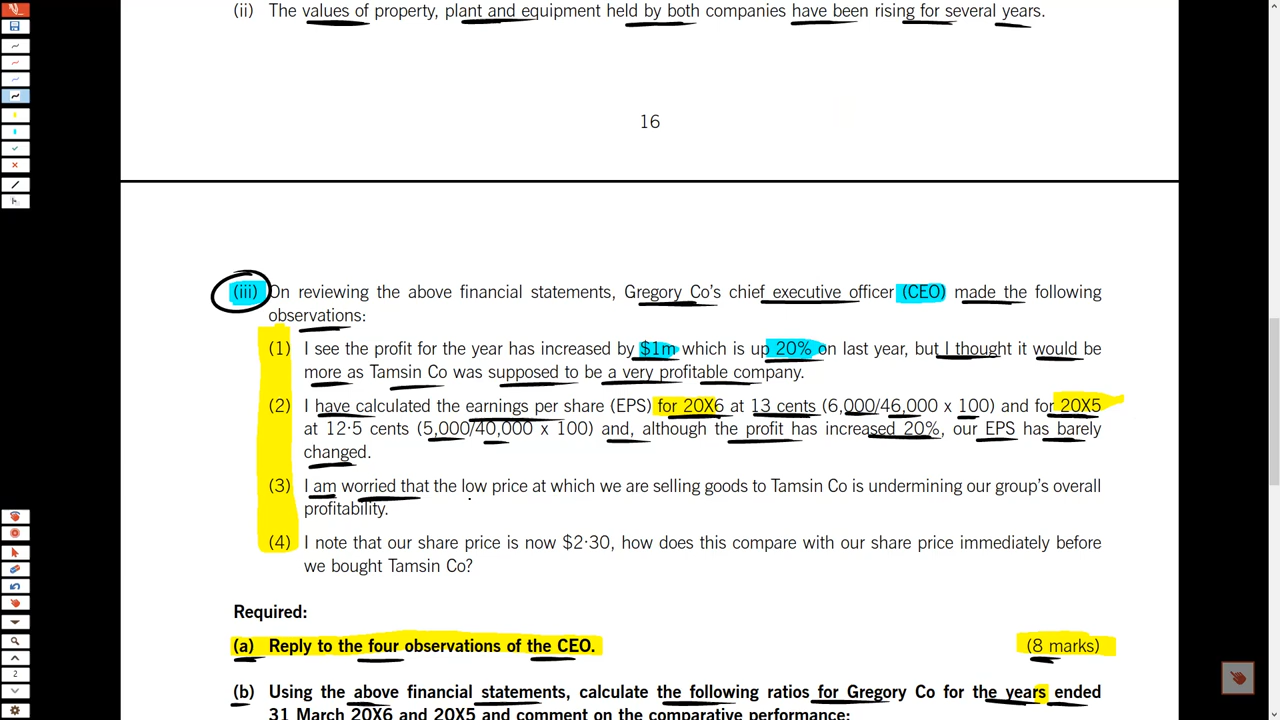 (ii) The values of property, plant and equipment held by both companies have been rising for several years.
16
(iii) On reviewing the above financial statements, Gregory Co's chief executive officer (CEO) made the following
observations:
(1) I see the profit for the year has increased by $1m which is up 20% on last year, but I thought it would be
more as Tamsin Co was supposed to be a very profitable company.
(2) I have calculated the earnings per share (EPS) for 20X6 at 13 cents (6,000/46,000 x 100) and for 20X5
at 12·5 cents (5,000/40,000 x 100) and, although the profit has increased 20%, our EPS has barely
changed.
(3) I am worried that the low price at which we are selling goods to Tamsin Co is undermining our group's overall
profitability.
(4) I note that our share price is now $2·30, how does this compare with our share price immediately before
we bought Tamsin Co?
Required:
(a) Reply to the four observations of the CEO. (8 marks)
(b) Using the above financial statements, calculate the following ratios for Gregory Co for the years ended
31 March 20X6 and 20X5 and comment on the comparative performance:
2